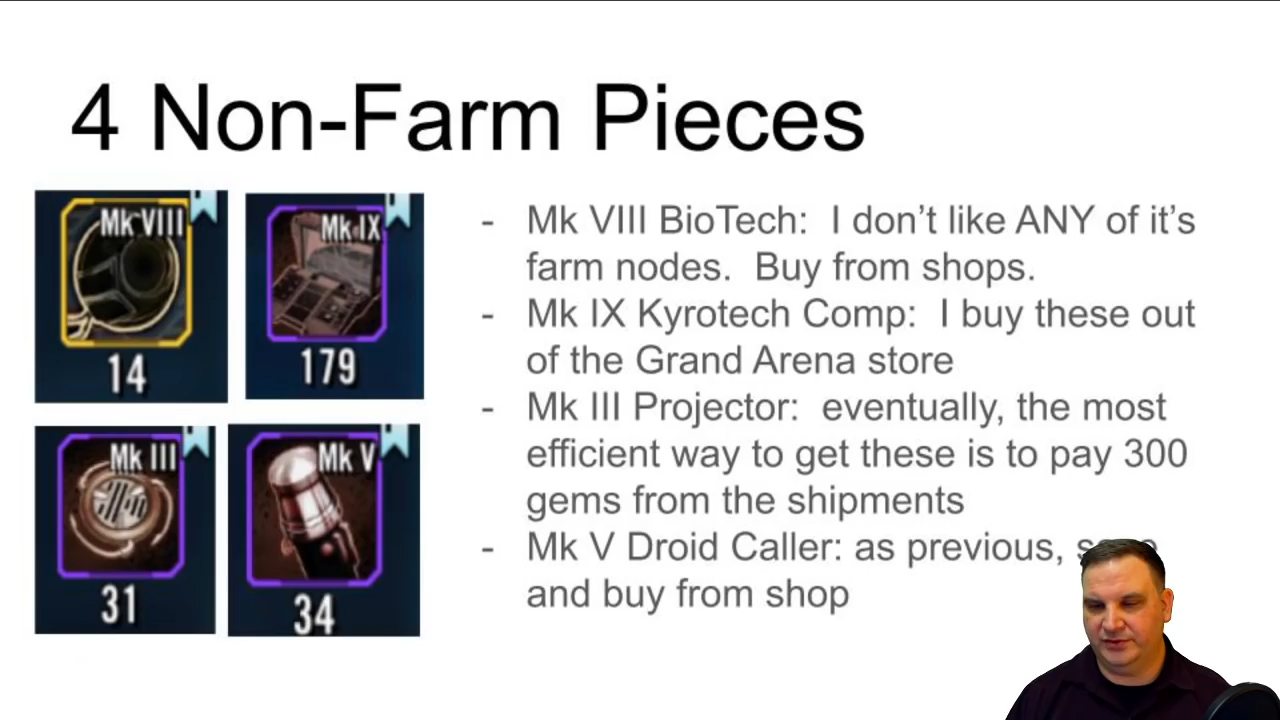 4 Non-Farm Pieces
Mk VIII
14
Mk IX
179
Mk III
31
Mk V
34
- Mk VIII BioTech: I don’t like ANY of it’s
farm nodes. Buy from shops.
- Mk IX Kyrotech Comp: I buy these out
of the Grand Arena store
- Mk III Projector: eventually, the most
efficient way to get these is to pay 300
gems from the shipments
- Mk V Droid Caller: as previous,
and buy from shop